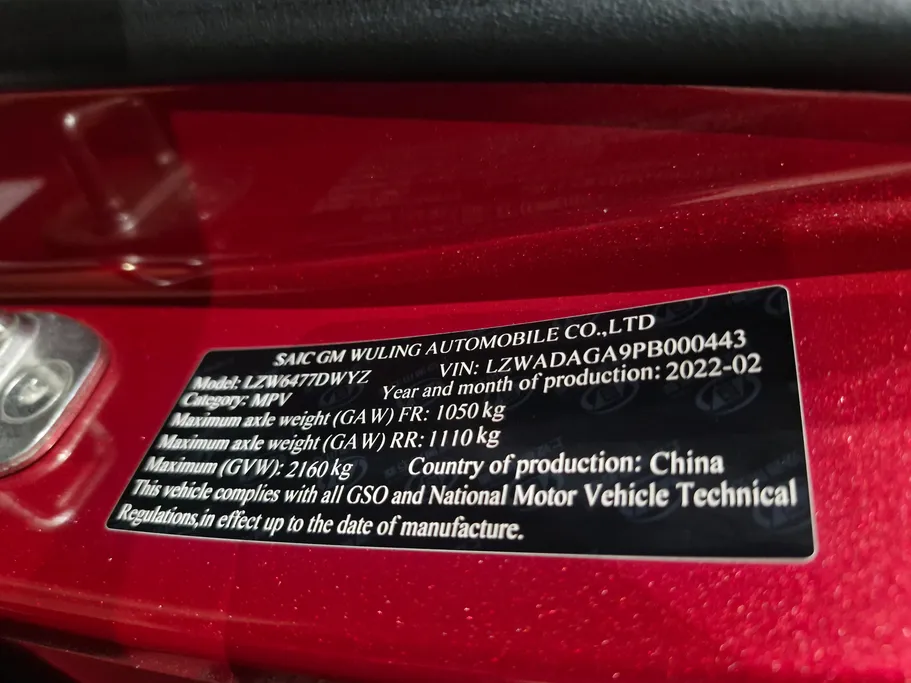 SAIC GM WULING AUTOMOBILE CO.,LTD
Model: LZW6477DWYZ VIN: LZWADAGA9PB000443
Category: MPV Year and month of production: 2022-02
Maximum axle weight (GAW) FR: 1050 kg
Maximum axle weight (GAW) RR: 1110 kg
Maximum (GVW): 2160 kg Country of production: China
This vehicle complies with all GSO and National Motor Vehicle Technical
Regulations,in effect up to the date of manufacture.